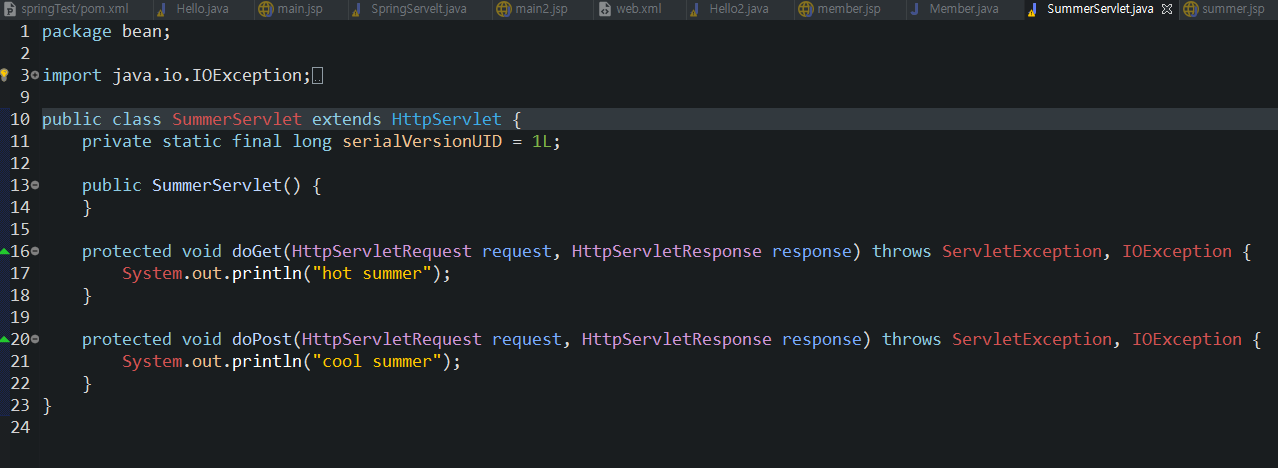 springTest/pom.xml Hello.java main.jsp SpringServelt.java main2.jsp web.xml Hello2.java member.jsp Member.java SummerServlet.java summer.jsp
1 package bean;
2
3 import java.io.IOException;
9
10 public class SummerServlet extends HttpServlet {
11 private static final long serialVersionUID = 1L;
12
13 public SummerServlet() {
14 }
15
16 protected void doGet(HttpServletRequest request, HttpServletResponse response) throws ServletException, IOException {
17 System.out.println("hot summer");
18 }
19
20 protected void doPost(HttpServletRequest request, HttpServletResponse response) throws ServletException, IOException {
21 System.out.println("cool summer");
22 }
23 }
24